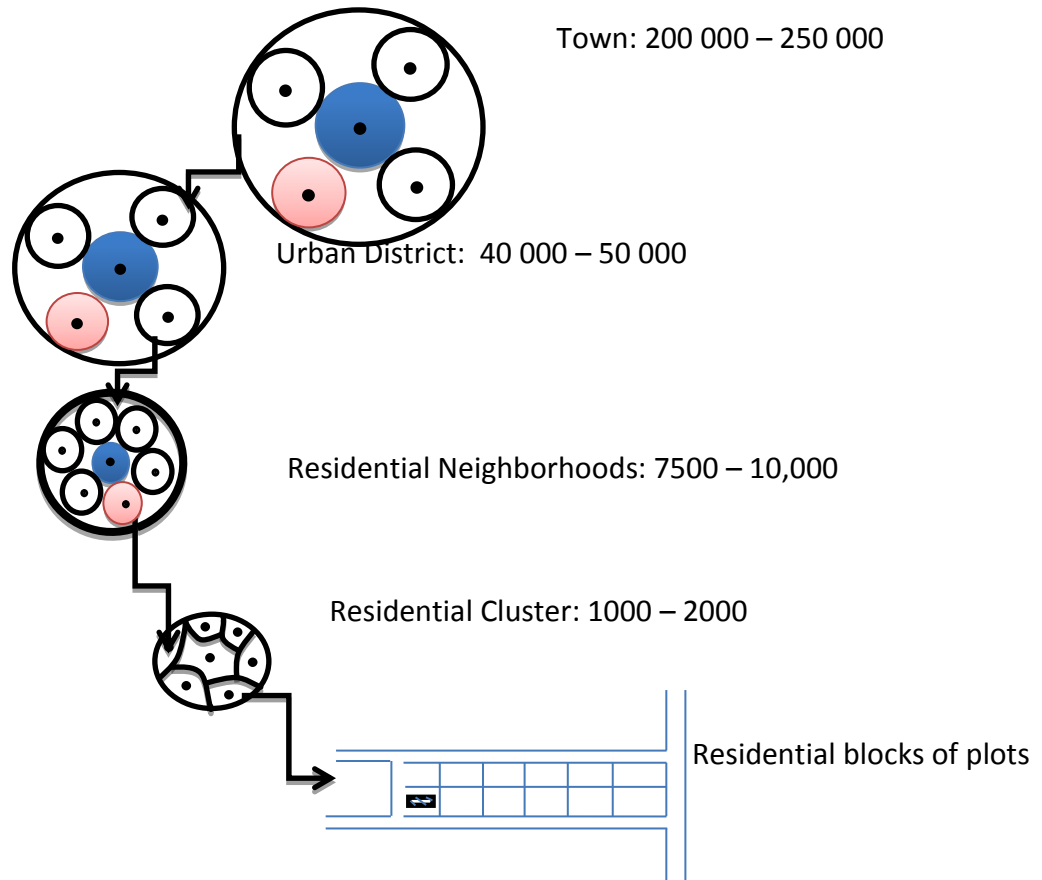 Town: 200 000 – 250 000
Urban District:  40 000 – 50 000
Residential Neighborhoods: 7500 – 10,000
Residential Cluster: 1000 – 2000
Residential blocks of plots